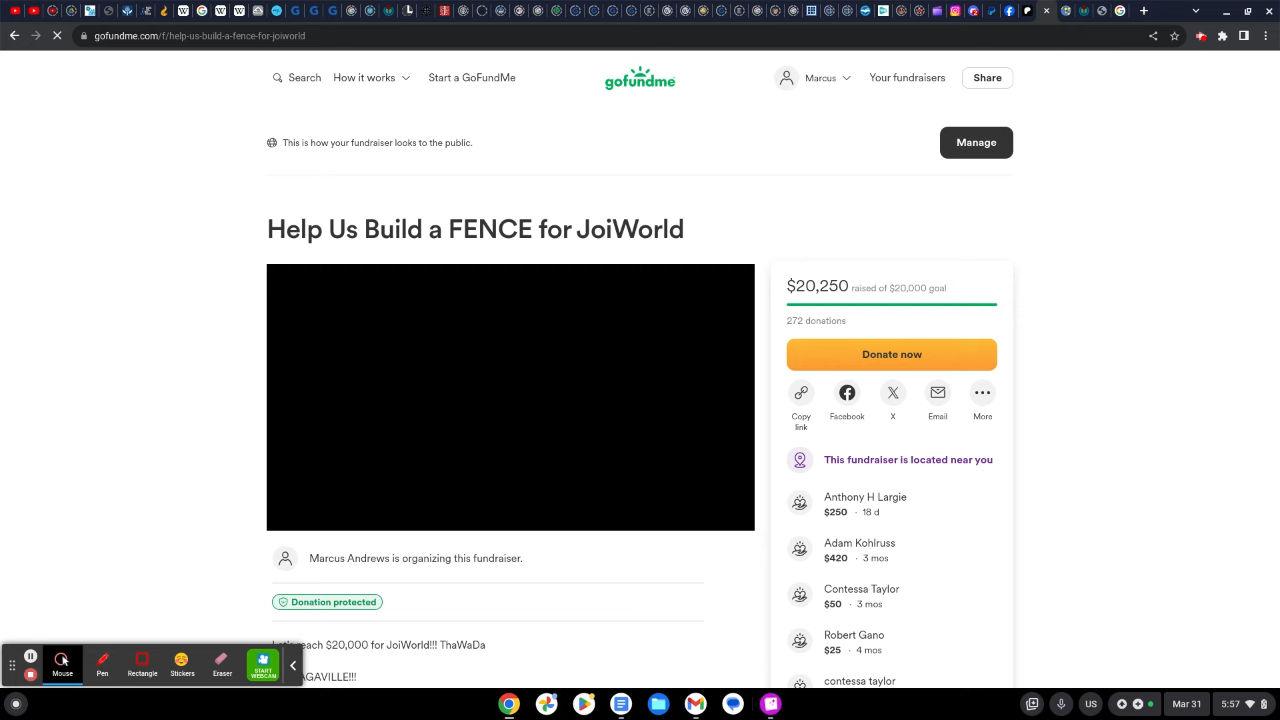 gofundme.com/f/help-us-build-a-fence-for-joiworld
Search How it works Start a GoFundMe gofundme Marcus Your fundraisers Share
This is how your fundraiser looks to the public. Manage
Help Us Build a FENCE for JoiWorld
$20,250 raised of $20,000 goal
272 donations
Donate now
Copy link Facebook X Email More
This fundraiser is located near you
Anthony H Largie
$250 · 18 d
Adam Kohlruss
$420 · 3 mos
Contessa Taylor
$50 · 3 mos
Robert Gano
$25 · 4 mos
contessa taylor
Marcus Andrews is organizing this fundraiser.
Donation protected
reach $20,000 for JoiWorld!!! ThaWaDa
AGAVILLE!!!
Mouse Pen Rectangle Stickers Eraser START WEBCAM
US Mar 31 5:57